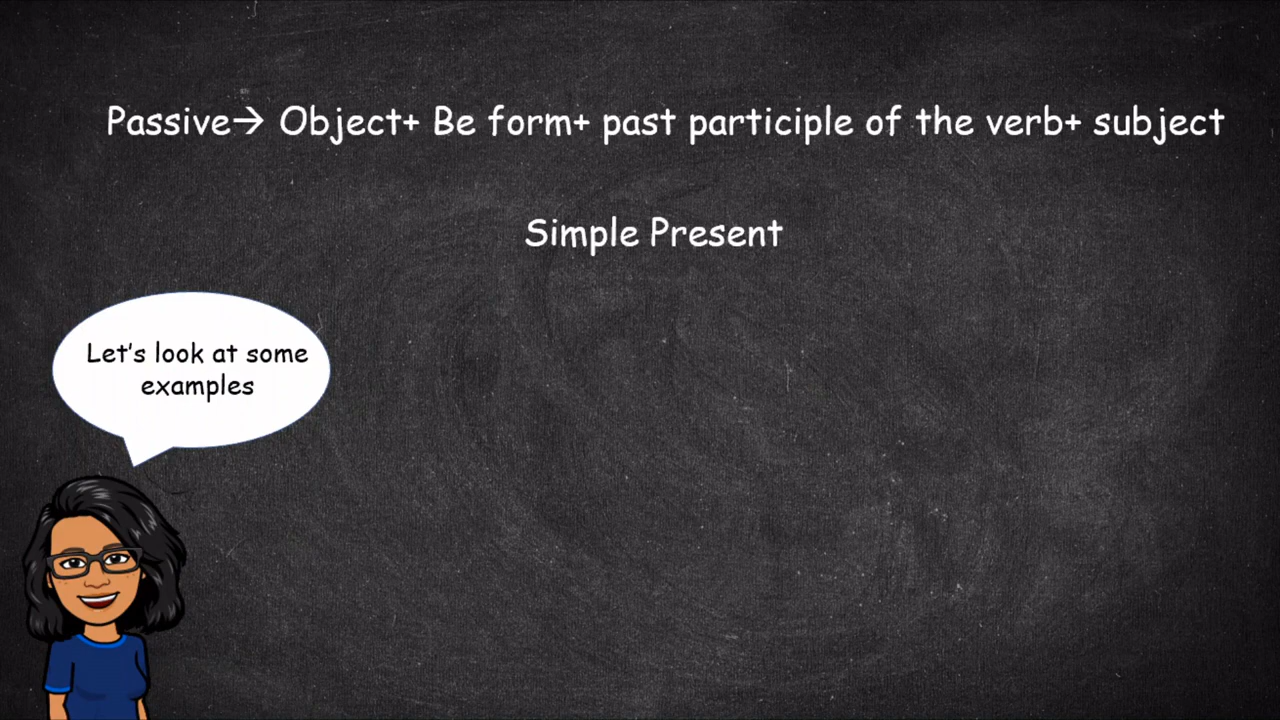 Passive→ Object+ Be form+ past participle of the verb+ subject
Simple Present
Let's look at some
examples